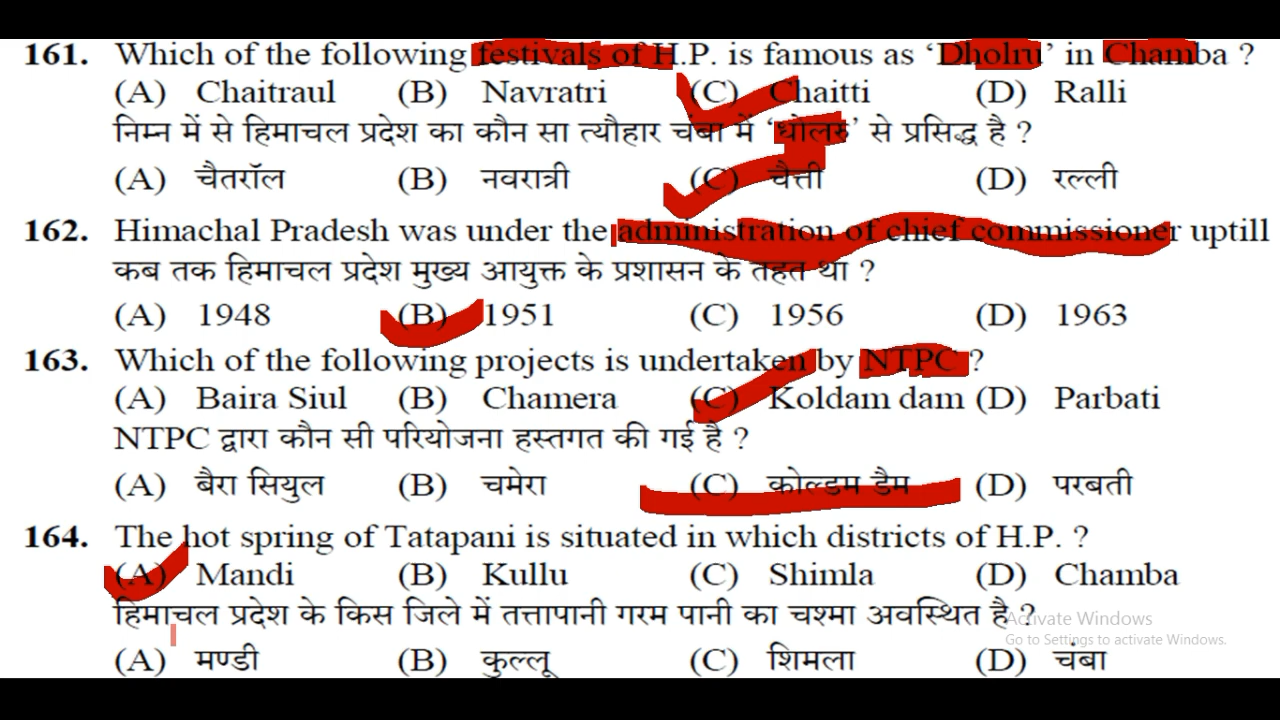 161. Which of the following festivals of H.P. is famous as ‘Dholru’ in Chamba ?
(A) Chaitraul (B) Navratri (C) Chaitti (D) Ralli
निम्न में से हिमाचल प्रदेश का कौन सा त्यौहार चंबा में ‘धोलरु’ से प्रसिद्ध है ?
(A) चैतरॉल (B) नवरात्री (C) चैत्ती (D) रल्ली
162. Himachal Pradesh was under the administration of chief commissioner uptill
कब तक हिमाचल प्रदेश मुख्य आयुक्त के प्रशासन के तहत था ?
(A) 1948 (B) 1951 (C) 1956 (D) 1963
163. Which of the following projects is undertaken by NTPC ?
(A) Baira Siul (B) Chamera (C) Koldam dam (D) Parbati
NTPC द्वारा कौन सी परियोजना हस्तगत की गई है ?
(A) बैरा सियुल (B) चमेरा (C) कोल्डम डैम (D) परबती
164. The hot spring of Tatapani is situated in which districts of H.P. ?
(A) Mandi (B) Kullu (C) Shimla (D) Chamba
हिमाचल प्रदेश के किस जिले में तत्तापानी गरम पानी का चश्मा अवस्थित है ?
Activate Windows
Go to Settings to activate Windows.
(A) मण्डी (B) कुल्लू (C) शिमला (D) चंबा